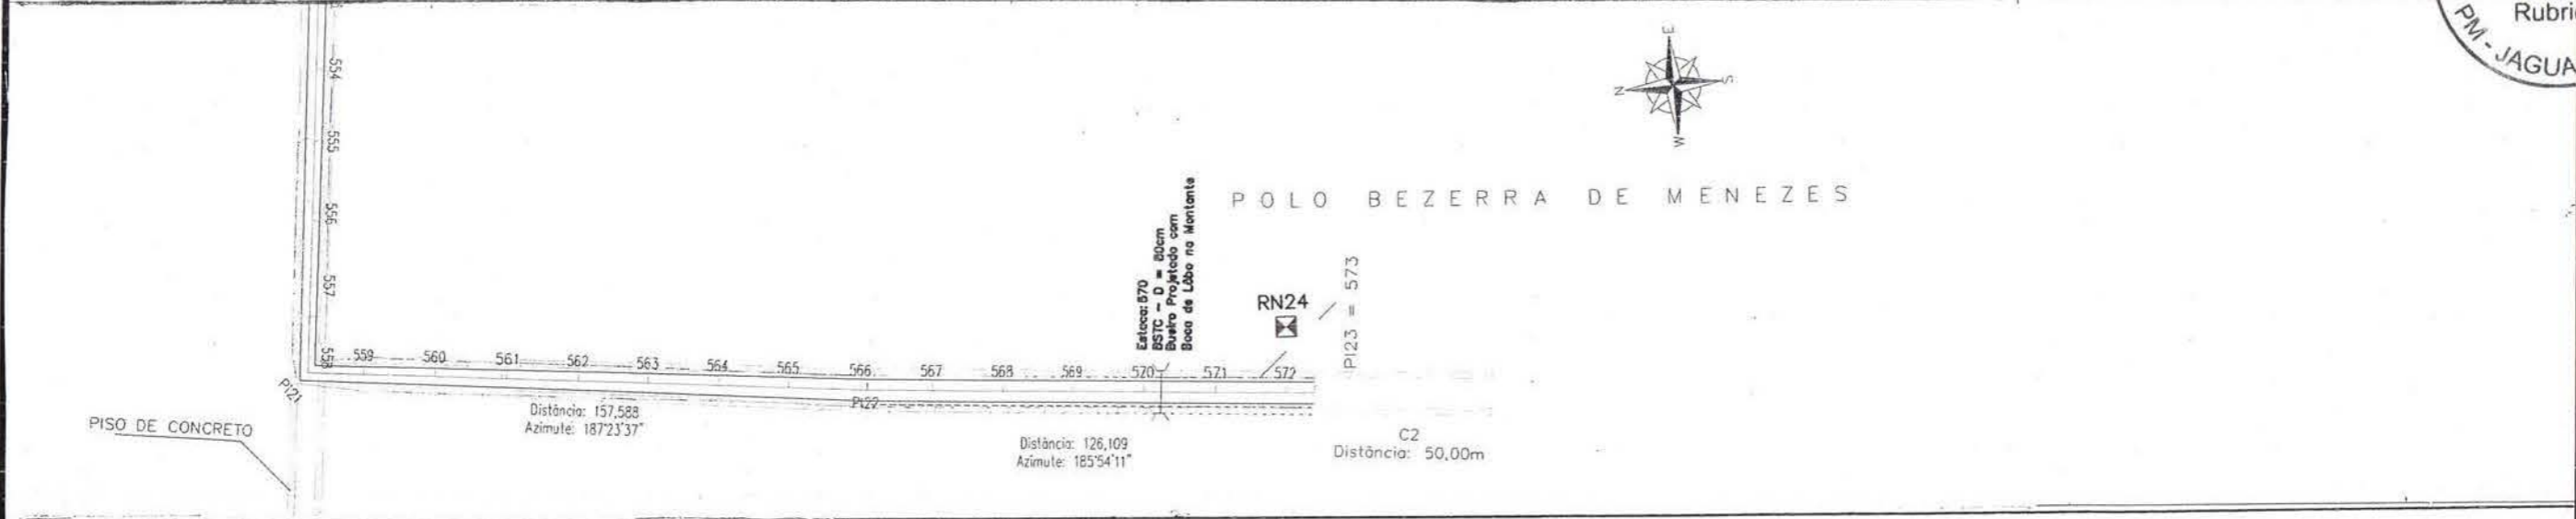 Rubri
PM - JAGUA
E
N
S
W
554
555
556
557
558
POLO BEZERRA DE MENEZES
Estaca: 570
BSTC - D = 80cm
Bueiro Projetado com
Boca de Lôbo na Montante
RN24
PI23 = 573
559 560 561 562 563 564 565 566 567 568 569 570 571 572
PI21
PI22
Distância: 157,588
Azimute: 187°23'37"
PISO DE CONCRETO
Distância: 126,109
Azimute: 185°54'11"
C2
Distância: 50,00m